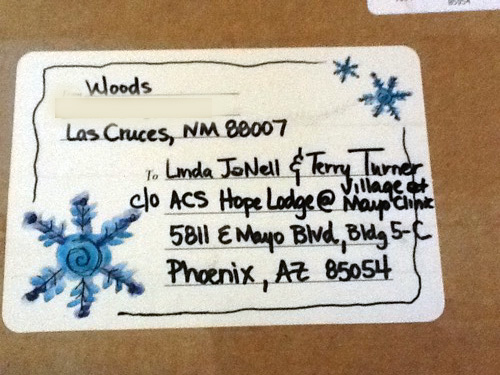 Woods
Las Cruces, NM 88007
To Linda JoNell & Terry Turner
c/o ACS Hope Lodge @ Village at Mayo Clinic
5811 E Mayo Blvd, Bldg 5-C
Phoenix, AZ 85054
85054